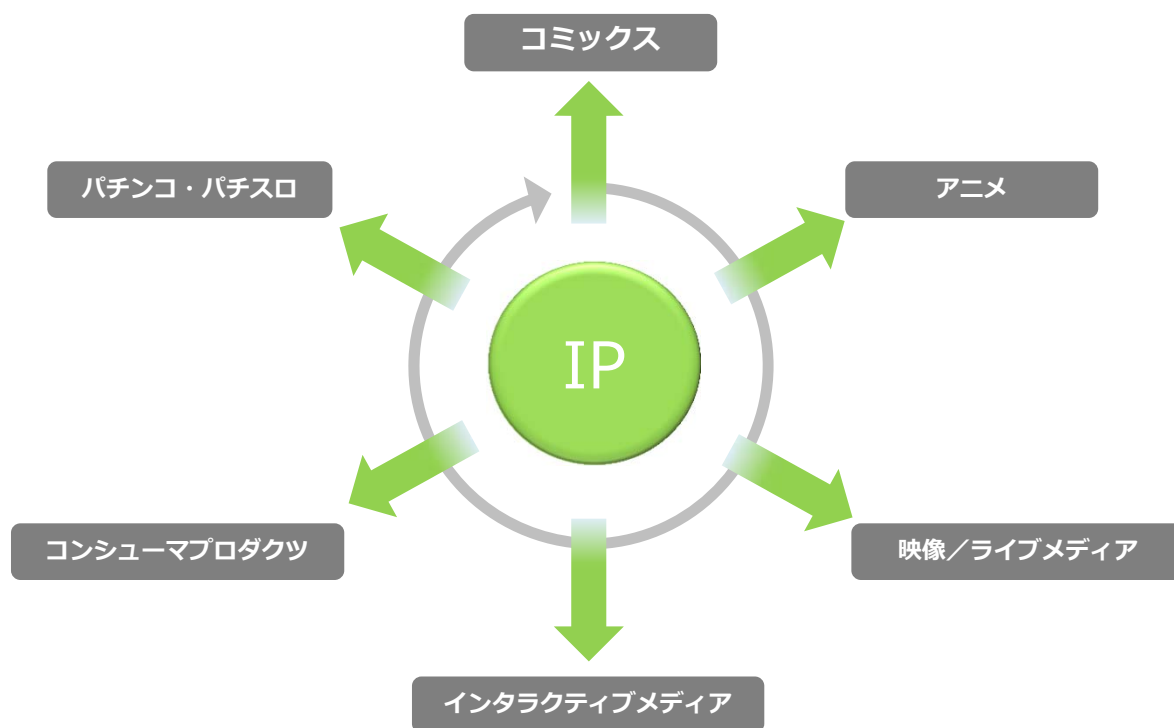 コミックス
パチンコ・パチスロ
アニメ
IP
コンシューマプロダクツ
映像／ライブメディア
インタラクティブメディア